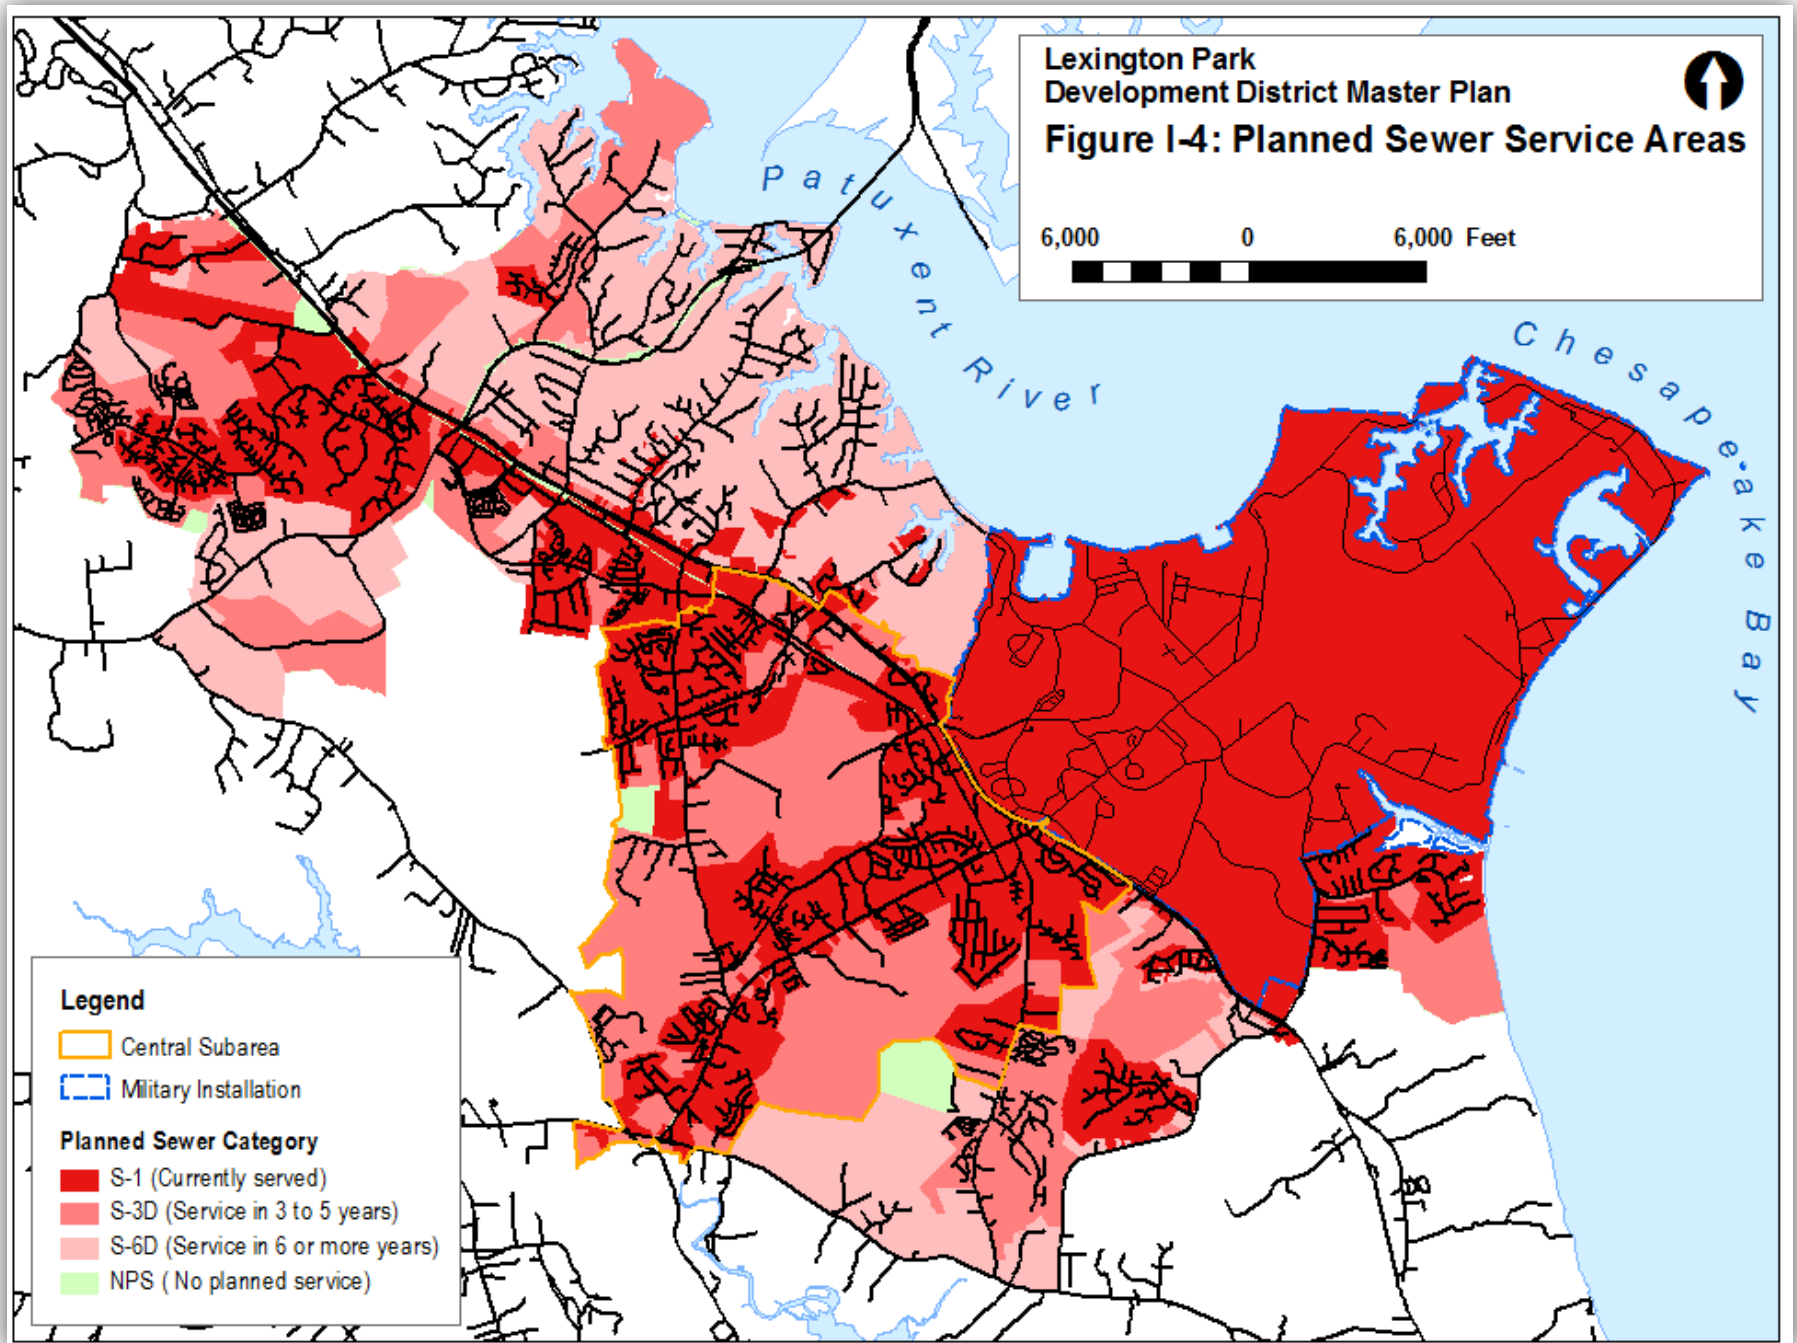 Lexington Park
Development District Master Plan
Figure I-4: Planned Sewer Service Areas
6,000 0 6,000 Feet
Patuxent River
Chesapeake Bay
Legend
Central Subarea
Military Installation
Planned Sewer Category
S-1 (Currently served)
S-3D (Service in 3 to 5 years)
S-6D (Service in 6 or more years)
NPS ( No planned service)